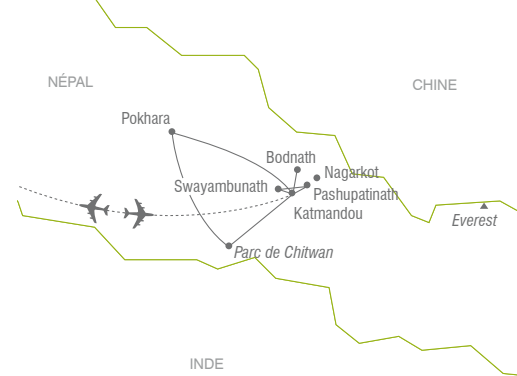 NÉPAL
CHINE
Pokhara
Bodnath
Nagarkot
Swayambunath
Pashupatinath
Katmandou
Everest
Parc de Chitwan
INDE